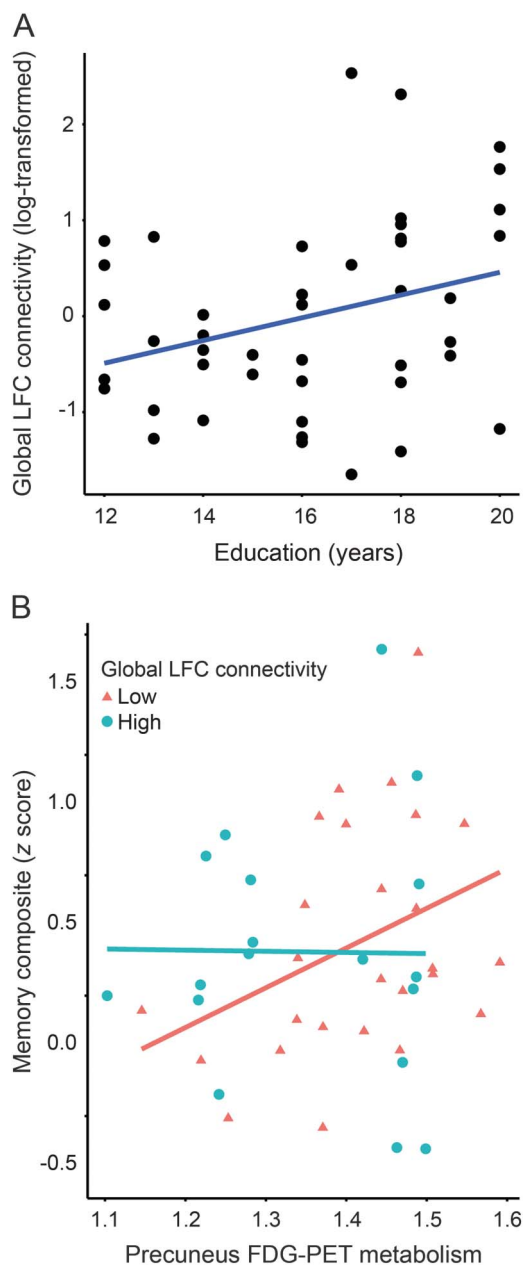 A
Global LFC connectivity (log-transformed)
2
1
0
-1
12 14 16 18 20
Education (years)
B
Global LFC connectivity
Low
High
Memory composite (z score)
1.5
1.0
0.5
0.0
-0.5
1.1 1.2 1.3 1.4 1.5 1.6
Precuneus FDG-PET metabolism